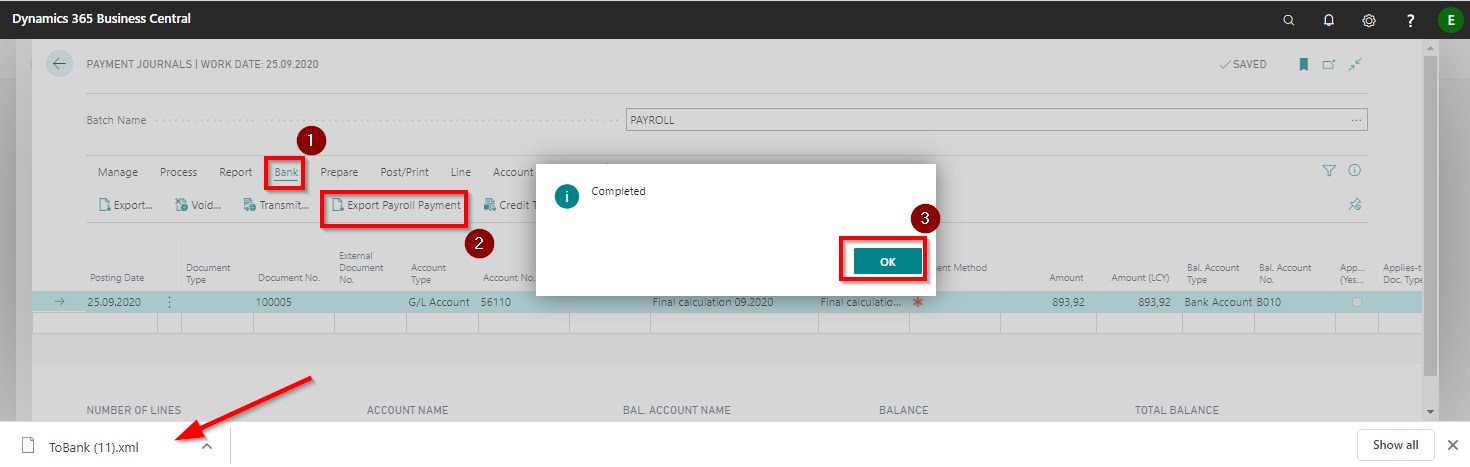 Dynamics 365 Business Central
E
PAYMENT JOURNALS | WORK DATE: 25.09.2020
SAVED
Batch Name
PAYROLL
1
Manage Process Report Bank Prepare Post/Print Line Account
Completed
Export... Void... Transmit... Export Payroll Payment Credit T
3
2
OK
Posting Date
Document Type
Document No.
External Document No.
Account Type
Account No.
ent Method
Amount
Amount (LCY)
Bal. Account Type
Bal. Account No.
App... (Yes...
Applies-t Doc. Type
25.09.2020 100005 G/L Account 56110 Final calculation 09.2020 Final calculatio... 893,92 893,92 Bank Account B010
NUMBER OF LINES ACCOUNT NAME BAL. ACCOUNT NAME BALANCE TOTAL BALANCE
ToBank (11).xml
Show all